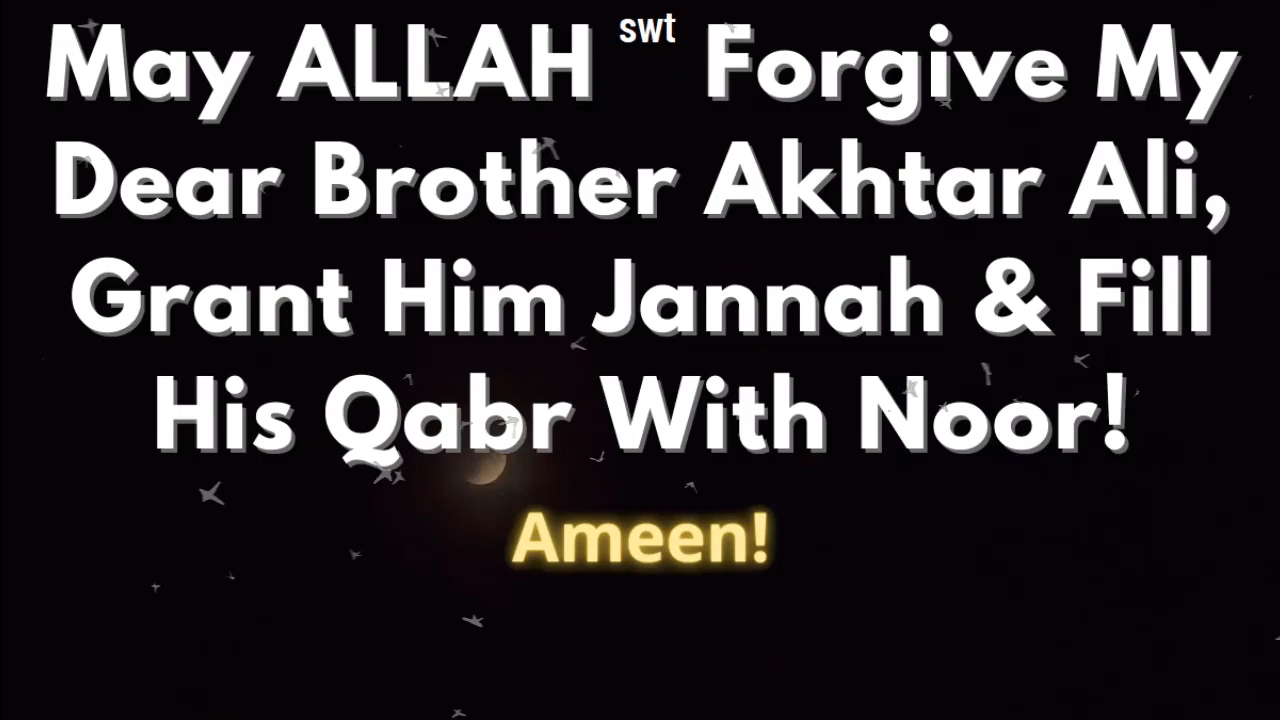 May ALLAH swt Forgive My
Dear Brother Akhtar Ali,
Grant Him Jannah & Fill
His Qabr With Noor!
Ameen!